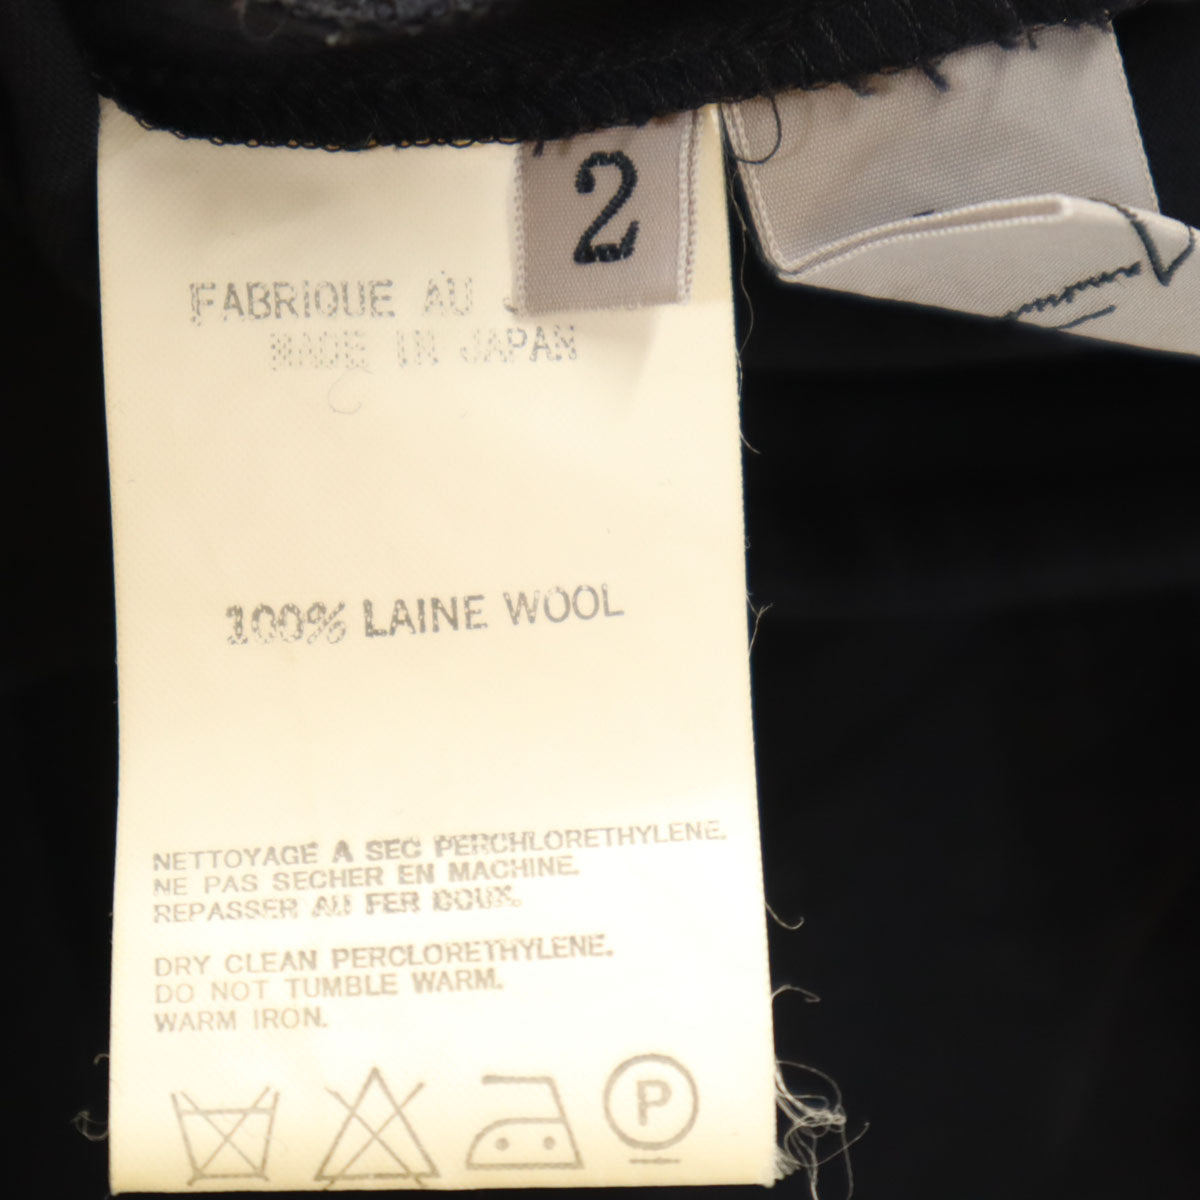 2
FABRIQUE AU
MADE IN JAPAN
100% LAINE WOOL
NETTOYAGE A SEC PERCHLORETHYLENE.
NE PAS SECHER EN MACHINE.
REPASSER AU FER DOUX.
DRY CLEAN PERCLORETHYLENE.
DO NOT TUMBLE WARM.
WARM IRON.
P